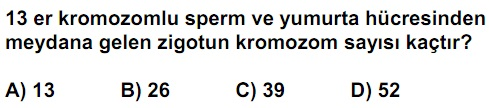 13 er kromozomlu sperm ve yumurta hücresinden
meydana gelen zigotun kromozom sayısı kaçtır?
A) 13 B) 26 C) 39 D) 52